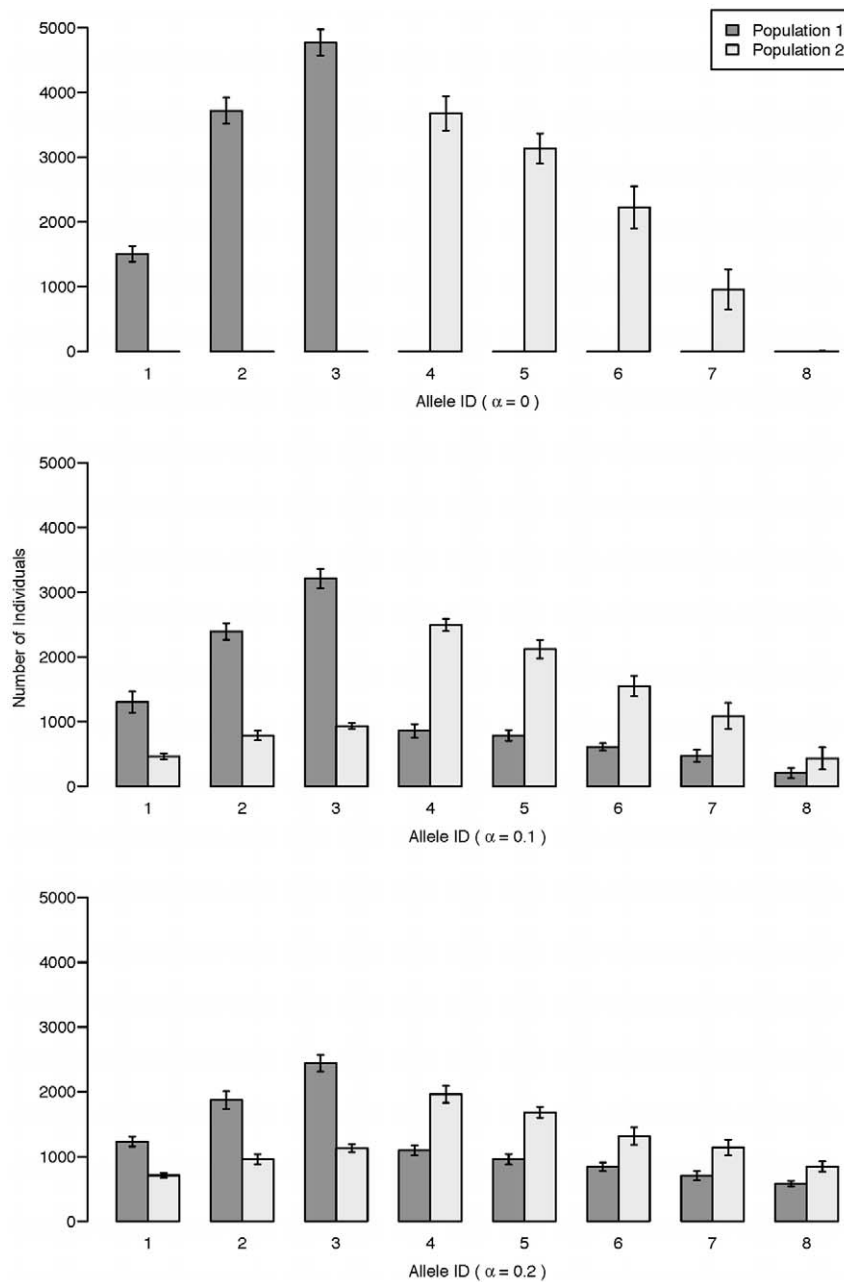 Population 1
Population 2
5000
4000
3000
2000
1000
0
1 2 3 4 5 6 7 8
Allele ID ( α = 0 )
Number of Individuals
5000
4000
3000
2000
1000
0
1 2 3 4 5 6 7 8
Allele ID ( α = 0.1 )
5000
4000
3000
2000
1000
0
1 2 3 4 5 6 7 8
Allele ID ( α = 0.2 )